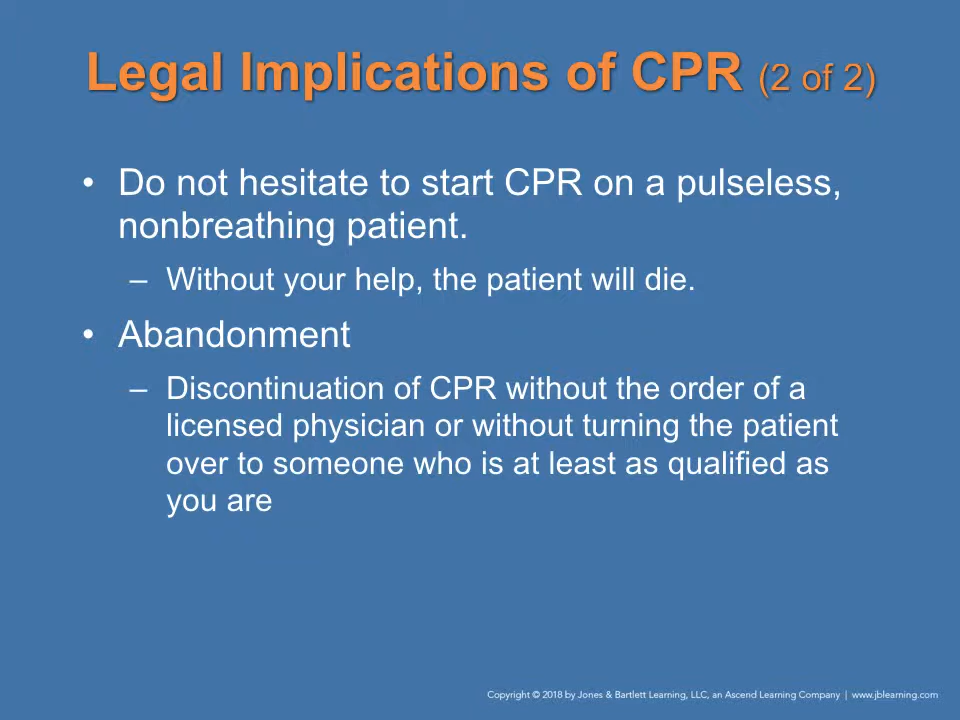 Legal Implications of CPR (2 of 2)
• Do not hesitate to start CPR on a pulseless,
nonbreathing patient.
– Without your help, the patient will die.
• Abandonment
– Discontinuation of CPR without the order of a
licensed physician or without turning the patient
over to someone who is at least as qualified as
you are
Copyright © 2018 by Jones & Bartlett Learning, LLC, an Ascend Learning Company | www.jblearning.com